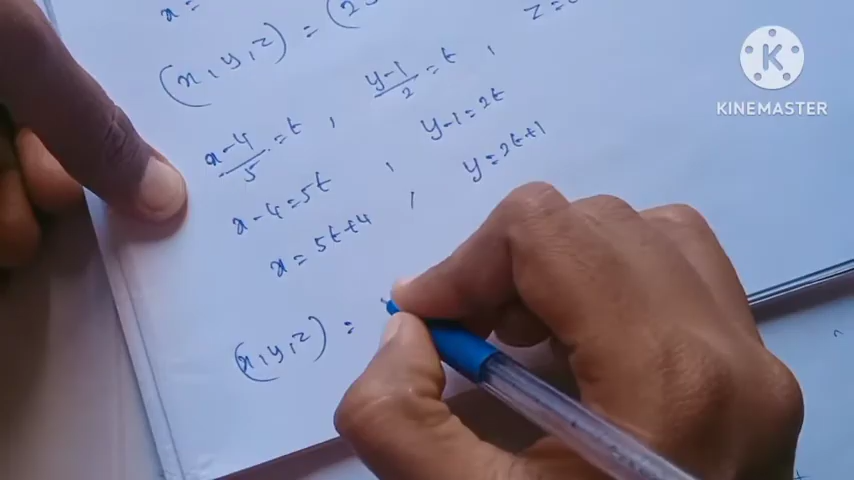 x =
(x, y, z) = (2
(x-4)/5 = t , (y-1)/2 = t , z =
x-4 = 5t , y-1 = 2t
x = 5t+4 , y = 2t+1
(x, y, z) =
K
KINEMASTER